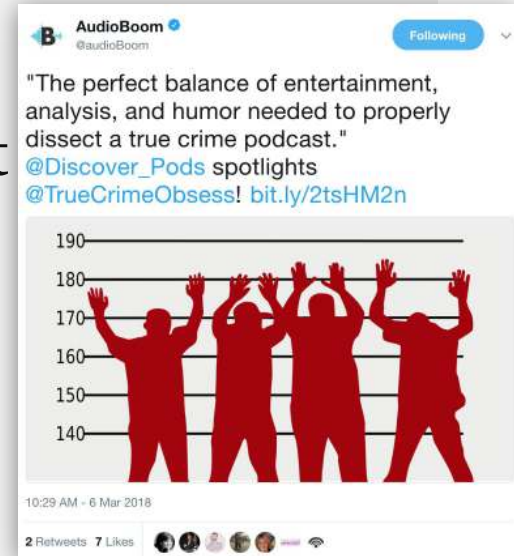 AudioBoom
@audioBoom
Following
"The perfect balance of entertainment,
analysis, and humor needed to properly
dissect a true crime podcast."
@Discover_Pods spotlights
@TrueCrimeObsess! bit.ly/2tsHM2n
190
180
170
160
150
140
10:29 AM - 6 Mar 2018
2 Retweets 7 Likes